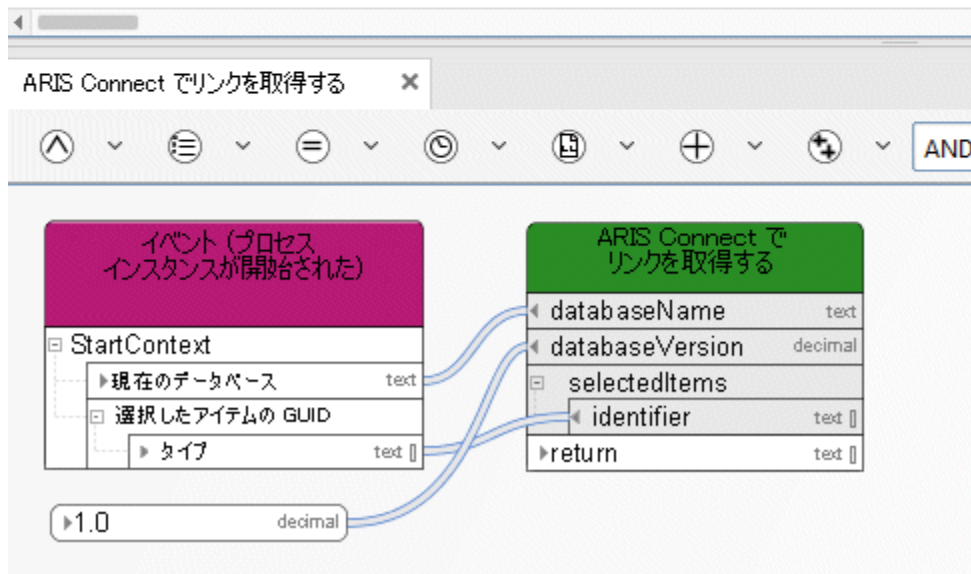 ARIS Connect でリンクを取得する
AND
イベント (プロセス
インスタンスが開始された)
StartContext
現在のデータベース text
選択したアイテムの GUID
タイプ text []
1.0 decimal
ARIS Connect で
リンクを取得する
databaseName text
databaseVersion decimal
selectedItems
identifier text []
return text []